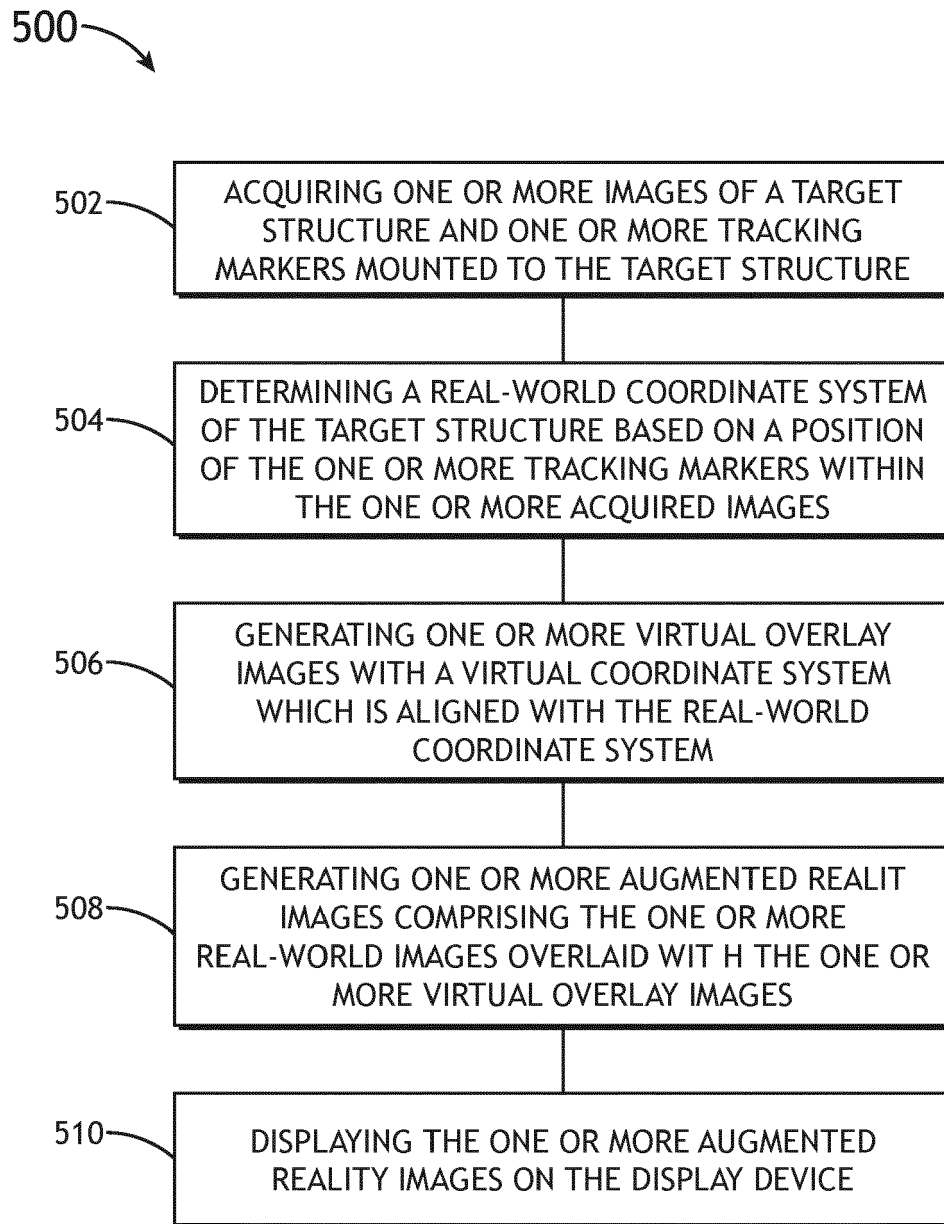 500
502
ACQUIRING ONE OR MORE IMAGES OF A TARGET
STRUCTURE AND ONE OR MORE TRACKING
MARKERS MOUNTED TO THE TARGET STRUCTURE
504
DETERMINING A REAL-WORLD COORDINATE SYSTEM
OF THE TARGET STRUCTURE BASED ON A POSITION
OF THE ONE OR MORE TRACKING MARKERS WITHIN
THE ONE OR MORE ACQUIRED IMAGES
506
GENERATING ONE OR MORE VIRTUAL OVERLAY
IMAGES WITH A VIRTUAL COORDINATE SYSTEM
WHICH IS ALIGNED WITH THE REAL-WORLD
COORDINATE SYSTEM
508
GENERATING ONE OR MORE AUGMENTED REALIT
IMAGES COMPRISING THE ONE OR MORE
REAL-WORLD IMAGES OVERLAID WIT H THE ONE OR
MORE VIRTUAL OVERLAY IMAGES
510
DISPLAYING THE ONE OR MORE AUGMENTED
REALITY IMAGES ON THE DISPLAY DEVICE